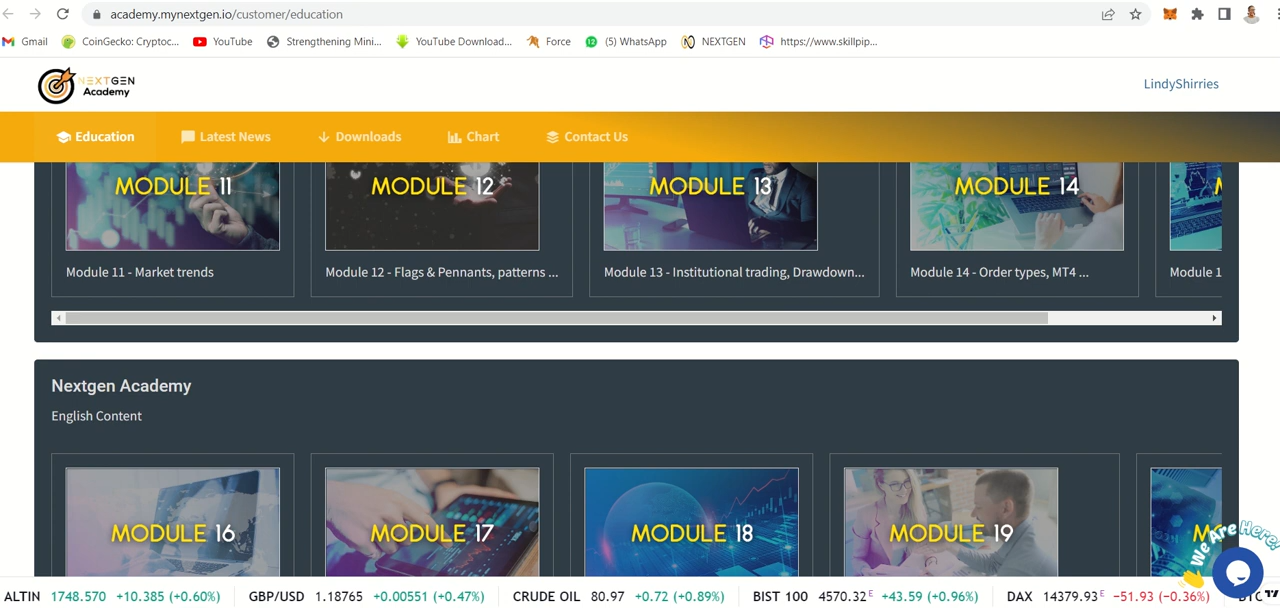 academy.mynextgen.io/customer/education
Gmail CoinGecko: Cryptoc... YouTube Strengthening Mini... YouTube Download... Force (5) WhatsApp NEXTGEN https://www.skillpip...
NEXTGEN
Academy
LindyShirries
Education Latest News Downloads Chart Contact Us
MODULE 11 MODULE 12 MODULE 13 MODULE 14 M
Module 11 - Market trends Module 12 - Flags & Pennants, patterns ... Module 13 - Institutional trading, Drawdown... Module 14 - Order types, MT4 ... Module 1
Nextgen Academy
English Content
MODULE 16 MODULE 17 MODULE 18 MODULE 19
We Are Here!
ALTIN 1748.570 +10.385 (+0.60%) GBP/USD 1.18765 +0.00551 (+0.47%) CRUDE OIL 80.97 +0.72 (+0.89%) BIST 100 4570.32 E +43.59 (+0.96%) DAX 14379.93 E −51.93 (−0.36%) BTC